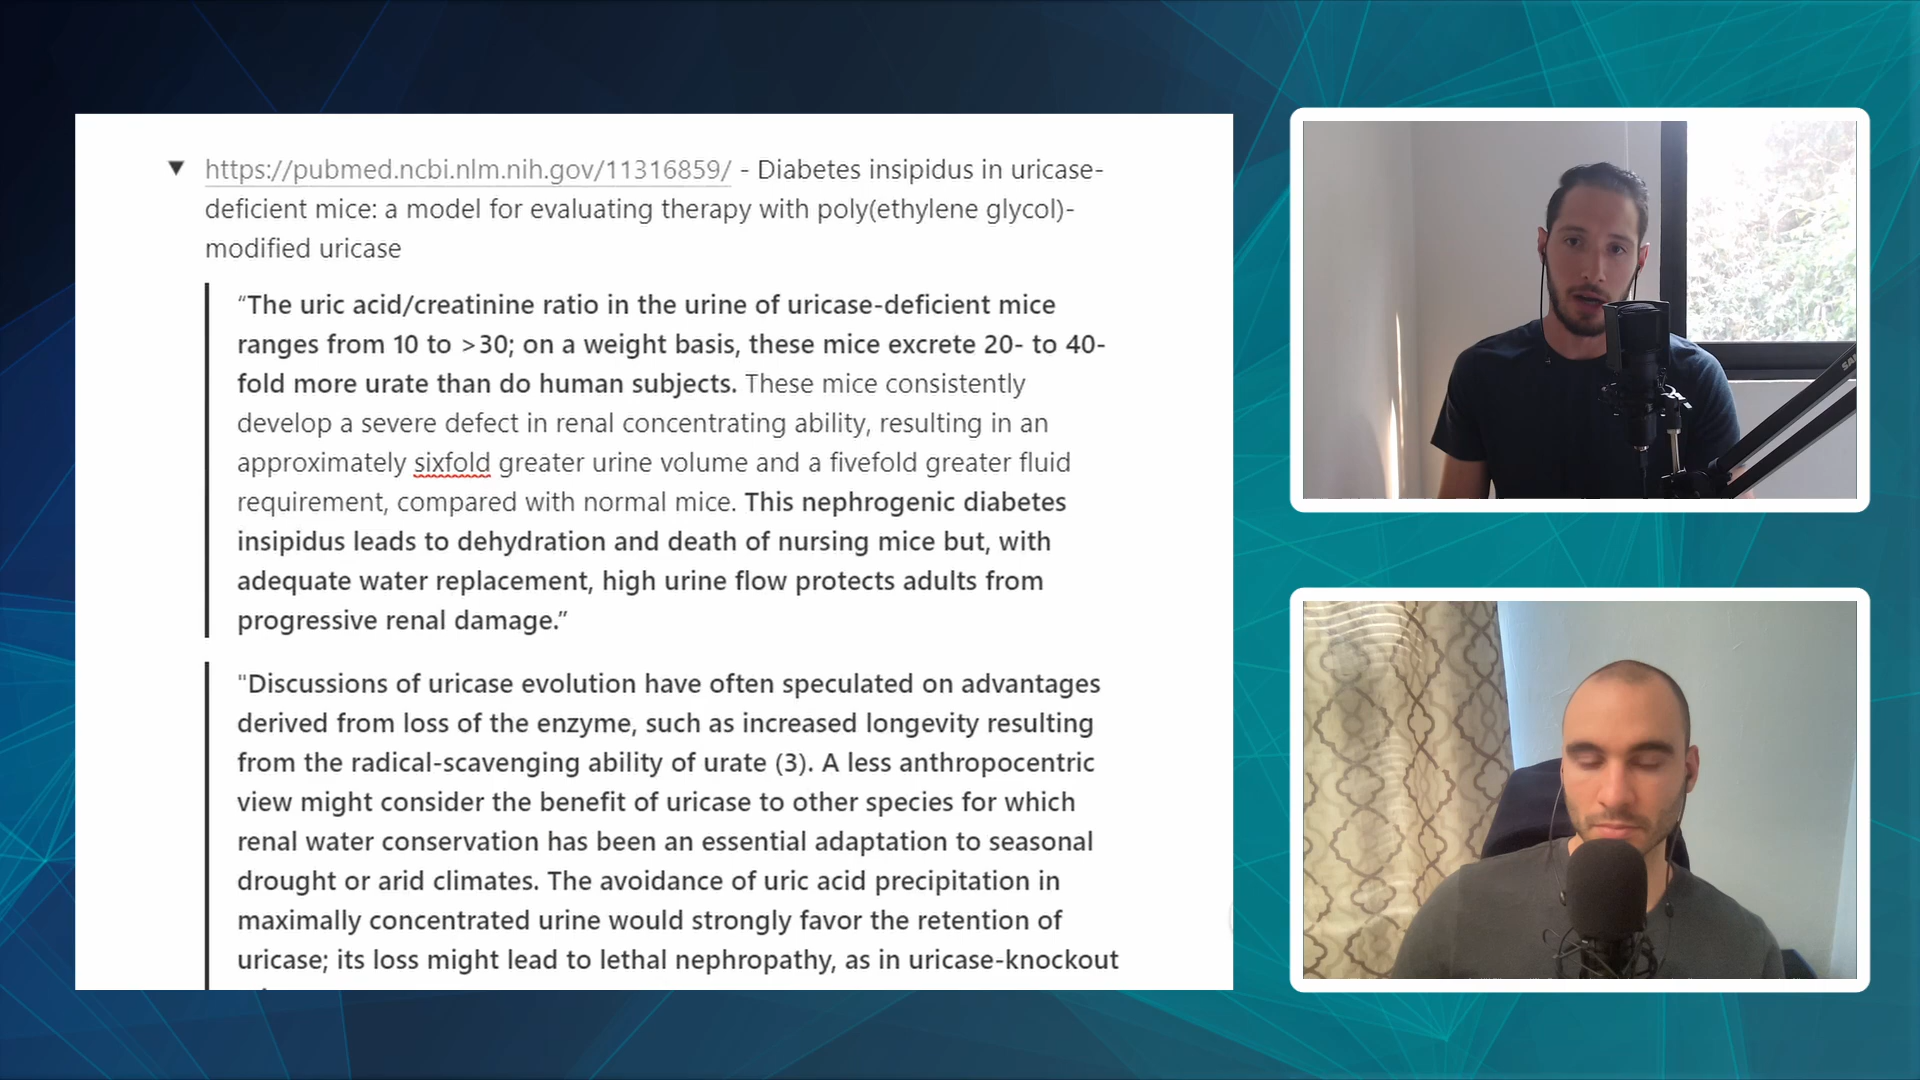 https://pubmed.ncbi.nlm.nih.gov/11316859/ - Diabetes insipidus in uricase-
deficient mice: a model for evaluating therapy with poly(ethylene glycol)-
modified uricase
“The uric acid/creatinine ratio in the urine of uricase-deficient mice
ranges from 10 to >30; on a weight basis, these mice excrete 20- to 40-
fold more urate than do human subjects. These mice consistently
develop a severe defect in renal concentrating ability, resulting in an
approximately sixfold greater urine volume and a fivefold greater fluid
requirement, compared with normal mice. This nephrogenic diabetes
insipidus leads to dehydration and death of nursing mice but, with
adequate water replacement, high urine flow protects adults from
progressive renal damage.”
"Discussions of uricase evolution have often speculated on advantages
derived from loss of the enzyme, such as increased longevity resulting
from the radical-scavenging ability of urate (3). A less anthropocentric
view might consider the benefit of uricase to other species for which
renal water conservation has been an essential adaptation to seasonal
drought or arid climates. The avoidance of uric acid precipitation in
maximally concentrated urine would strongly favor the retention of
uricase; its loss might lead to lethal nephropathy, as in uricase-knockout